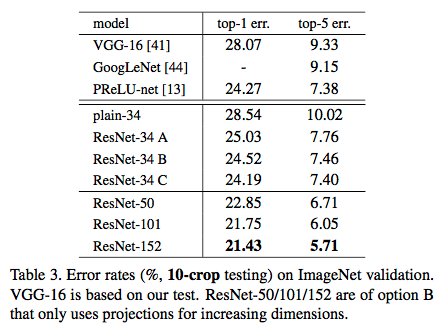 model top-1 err. top-5 err.
VGG-16 [41] 28.07 9.33
GoogLeNet [44] - 9.15
PReLU-net [13] 24.27 7.38
plain-34 28.54 10.02
ResNet-34 A 25.03 7.76
ResNet-34 B 24.52 7.46
ResNet-34 C 24.19 7.40
ResNet-50 22.85 6.71
ResNet-101 21.75 6.05
ResNet-152 21.43 5.71
Table 3. Error rates (%, 10-crop testing) on ImageNet validation.
VGG-16 is based on our test. ResNet-50/101/152 are of option B
that only uses projections for increasing dimensions.